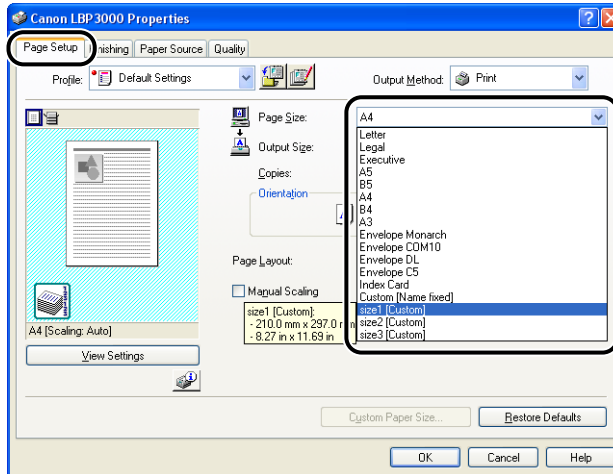 Canon LBP3000 Properties
Page Setup
nishing
Paper Source
Quality
Profile: Default Settings
Output Method: Print
Page Size: A4
Output Size:
Copies:
Orientation
Page Layout:
Manual Scaling
Letter
Legal
Executive
A5
B5
A4
B4
A3
Envelope Monarch
Envelope COM10
Envelope DL
Envelope C5
Index Card
Custom [Name fixed]
size1 [Custom]
size2 [Custom]
size3 [Custom]
size1 [Custom]:
- 210.0 mm x 297.0
- 8.27 in x 11.69 in
A4 [Scaling: Auto]
View Settings
Custom Paper Size...
Restore Defaults
OK
Cancel
Help